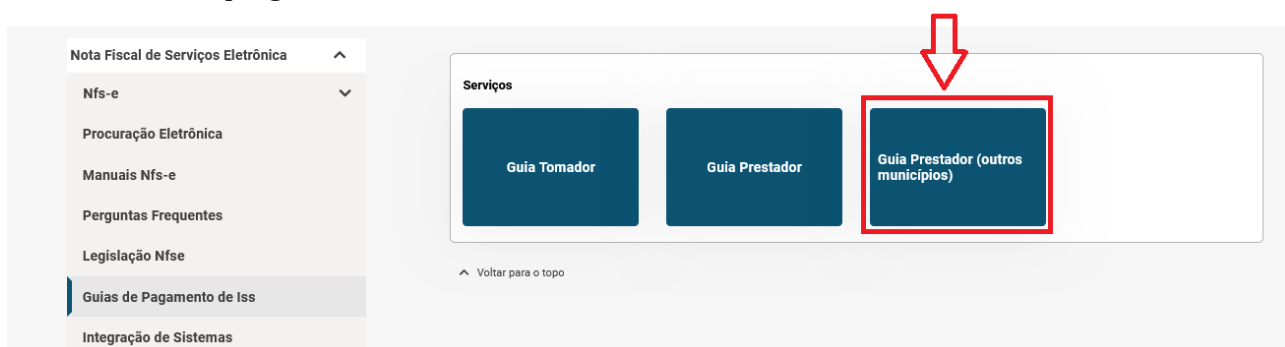 Nota Fiscal de Serviços Eletrônica
Nfs-e
Procuração Eletrônica
Manuais Nfs-e
Perguntas Frequentes
Legislação Nfse
Guias de Pagamento de Iss
Integração de Sistemas
Serviços
Guia Tomador
Guia Prestador
Guia Prestador (outros
municípios)
Voltar para o topo